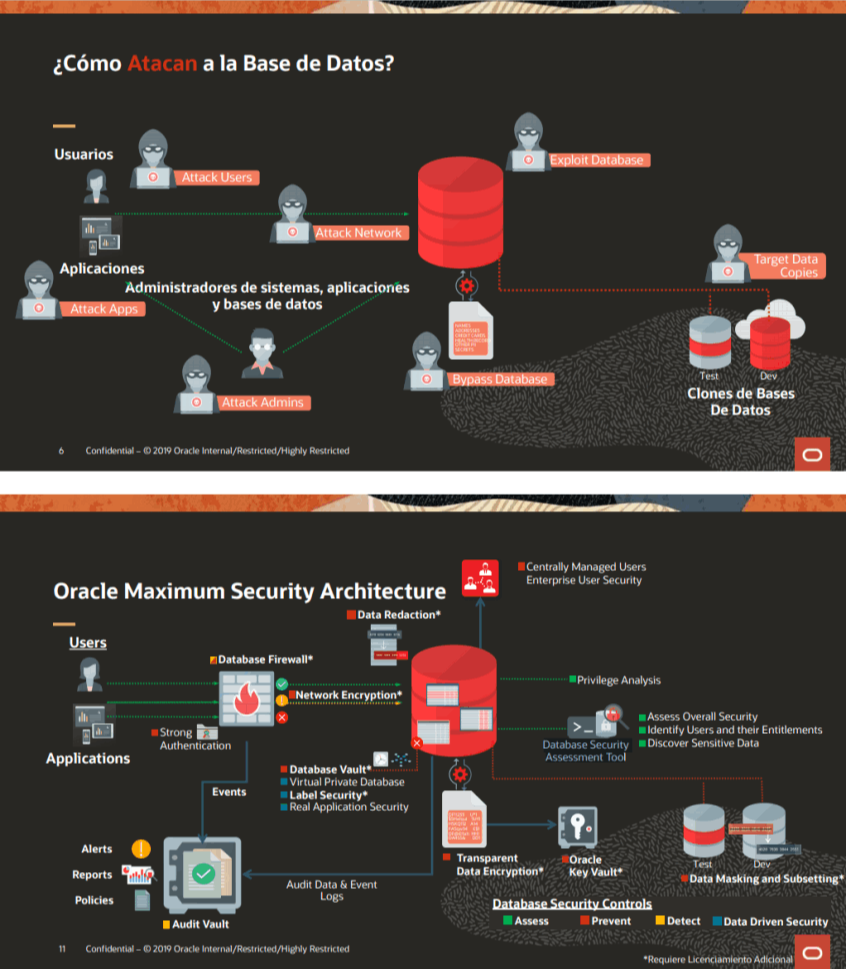 ¿Cómo Atacan a la Base de Datos?
Usuarios
Attack Users
Exploit Database
Attack Network
Target Data
Copies
Aplicaciones
Attack Apps
Administradores de sistemas, aplicaciones
y bases de datos
Attack Admins
Bypass Database
Test
Dev
Clones de Bases
De Datos
6 Confidential – © 2019 Oracle Internal/Restricted/Highly Restricted
Oracle Maximum Security Architecture
Centrally Managed Users
Enterprise User Security
Data Redaction*
Users
Database Firewall*
Network Encryption*
Privilege Analysis
Strong
Authentication
Applications
Database Security
Assessment Tool
Assess Overall Security
Identify Users and their Entitlements
Discover Sensitive Data
Database Vault*
Virtual Private Database
Label Security*
Real Application Security
Events
Alerts
Reports
Policies
Audit Data & Event
Logs
Audit Vault
Transparent
Data Encryption*
Oracle
Key Vault*
Test
Dev
Data Masking and Subsetting*
Database Security Controls
Assess
Prevent
Detect
Data Driven Security
11 Confidential – © 2019 Oracle Internal/Restricted/Highly Restricted
*Requiere Licenciamiento Adicional